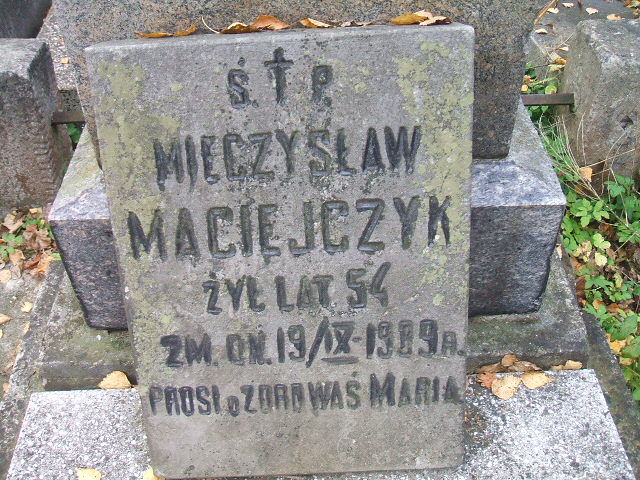 Ś. † P.
MIECZYSŁAW
MACIEJCZYK
ŻYŁ LAT 54
ZM. DN. 19/IX-1939 R.
PROSI o ZDROWAŚ MARIA